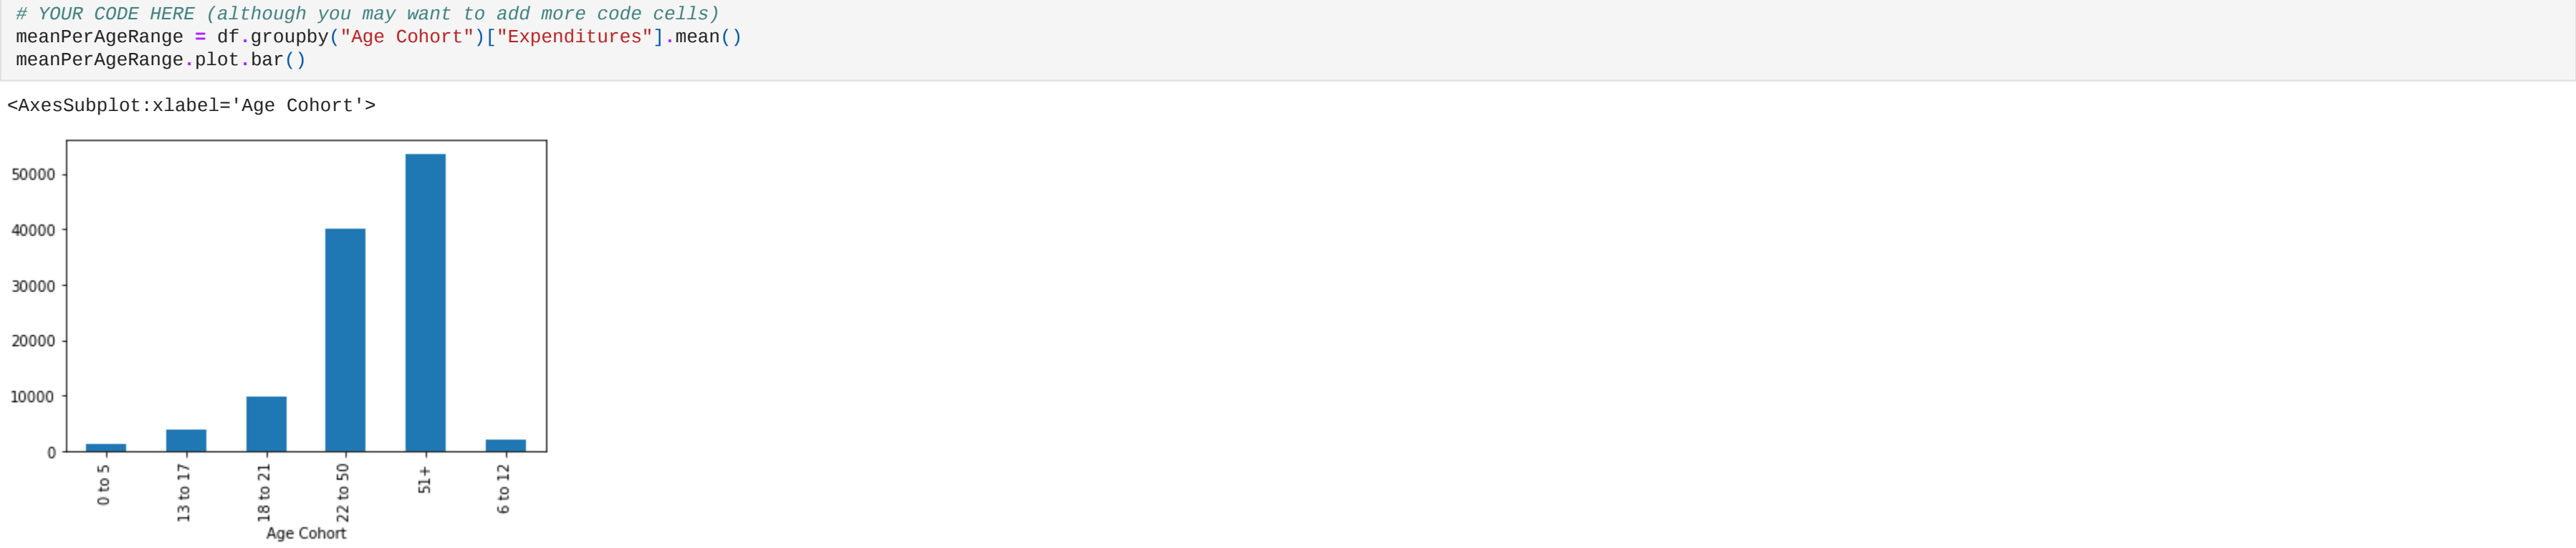 # YOUR CODE HERE (although you may want to add more code cells)
meanPerAgeRange = df.groupby("Age Cohort")["Expenditures"].mean()
meanPerAgeRange.plot.bar()
<AxesSubplot:xlabel='Age Cohort'>
50000
40000
30000
20000
10000
0
0 to 5
13 to 17
18 to 21
22 to 50
51+
6 to 12
Age Cohort